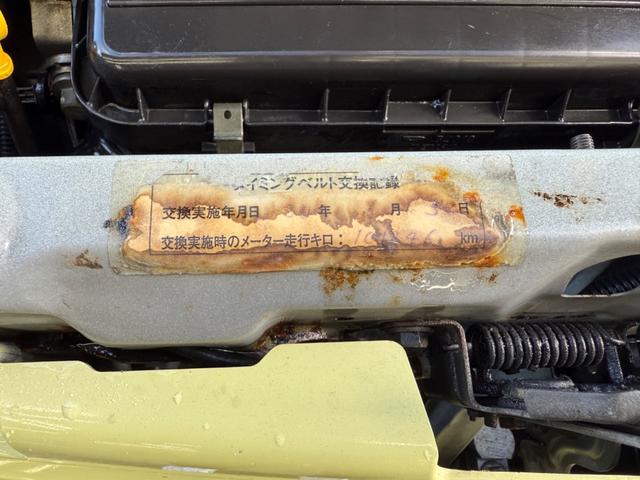 イミングベルト交換記録
交換実施年月日 年 月 日
交換実施時のメーター走行キロ： km